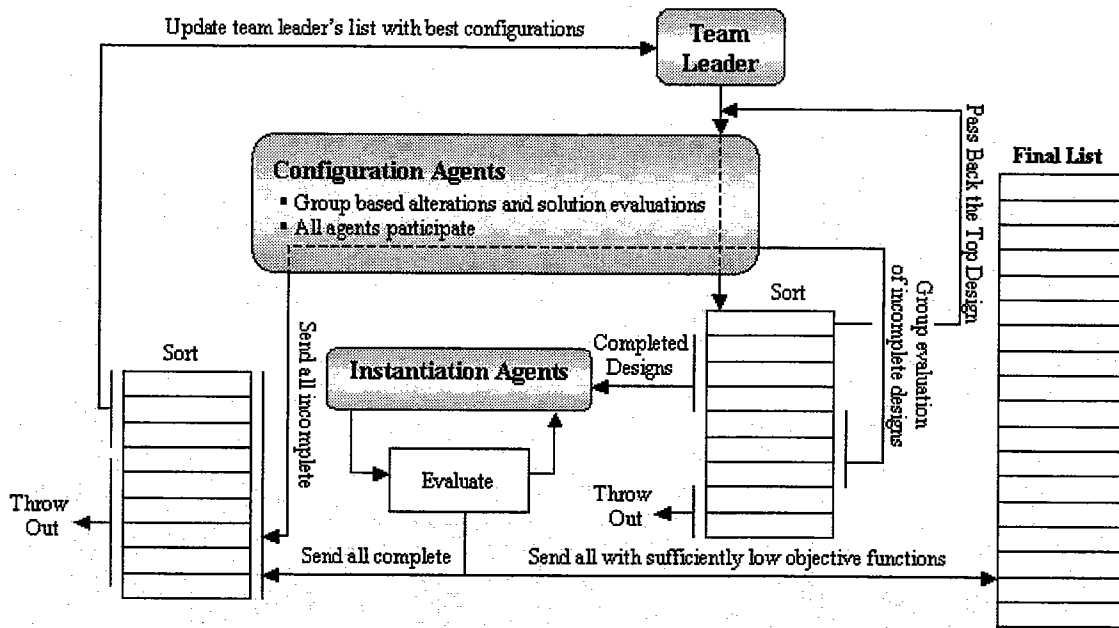 Update team leader's list with best configurations
Team
Leader
Configuration Agents
▪ Group based alterations and solution evaluations
▪ All agents participate
Pass Back the Top Design
Final List
Sort
Group evaluation
of incomplete designs
Send all incomplete
Sort
Instantiation Agents
Completed
Designs
Evaluate
Throw
Out
Throw
Out
Send all complete
Send all with sufficiently low objective functions